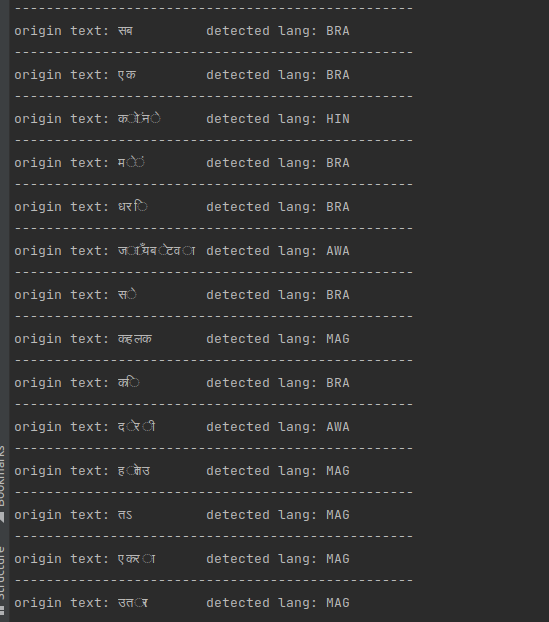 origin text: सब detected lang: BRA
origin text: एक detected lang: BRA
origin text: detected lang: HIN
origin text: में detected lang: BRA
origin text: धरि detected lang: BRA
origin text: detected lang: AWA
origin text: से detected lang: BRA
origin text: कहलक detected lang: MAG
origin text: कि detected lang: BRA
origin text: देरी detected lang: AWA
origin text: detected lang: MAG
origin text: तऽ detected lang: MAG
origin text: एकरा detected lang: MAG
origin text: detected lang: MAG
Bookmarks
Structure